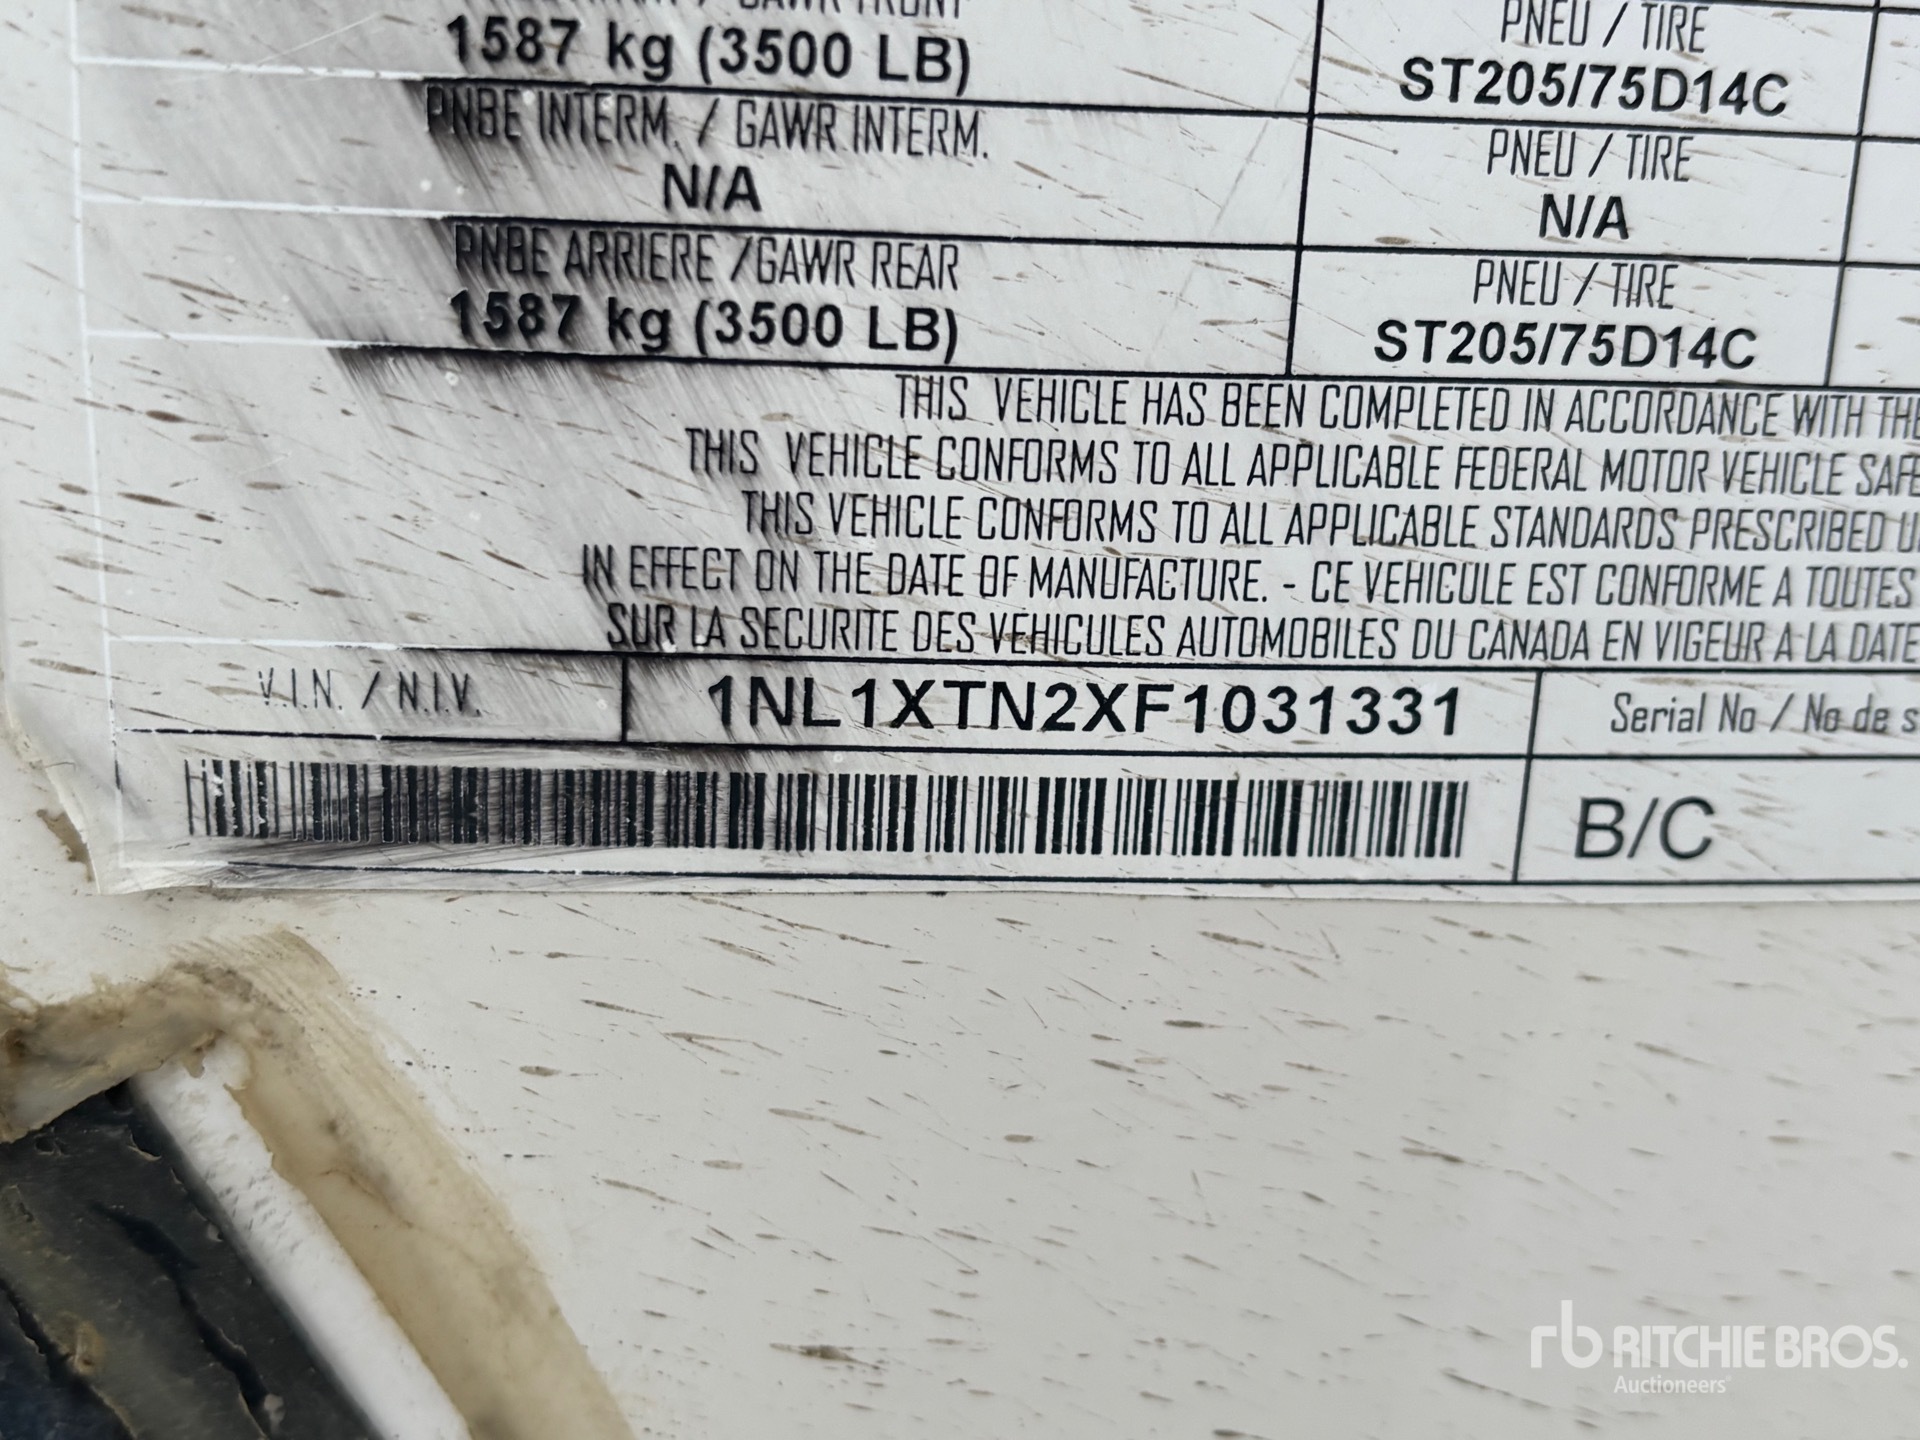 GAWR FRONT
1587 kg (3500 LB)
PNEU / TIRE
ST205/75D14C
PNBE INTERM. / GAWR INTERM.
N/A
PNEU / TIRE
N/A
PNBE ARRIERE /GAWR REAR
1587 kg (3500 LB)
PNEU / TIRE
ST205/75D14C
THIS VEHICLE HAS BEEN COMPLETED IN ACCORDANCE WITH THE
THIS VEHICLE CONFORMS TO ALL APPLICABLE FEDERAL MOTOR VEHICLE SAFE
THIS VEHICLE CONFORMS TO ALL APPLICABLE STANDARDS PRESCRIBED U
IN EFFECT ON THE DATE OF MANUFACTURE. - CE VEHICULE EST CONFORME A TOUTES
SUR LA SECURITE DES VEHICULES AUTOMOBILES DU CANADA EN VIGEUR A LA DATE
V.I.N. / N.I.V.
1NL1XTN2XF1031331
Serial No / No de s
B/C
rb RITCHIE BROS.
Auctioneers